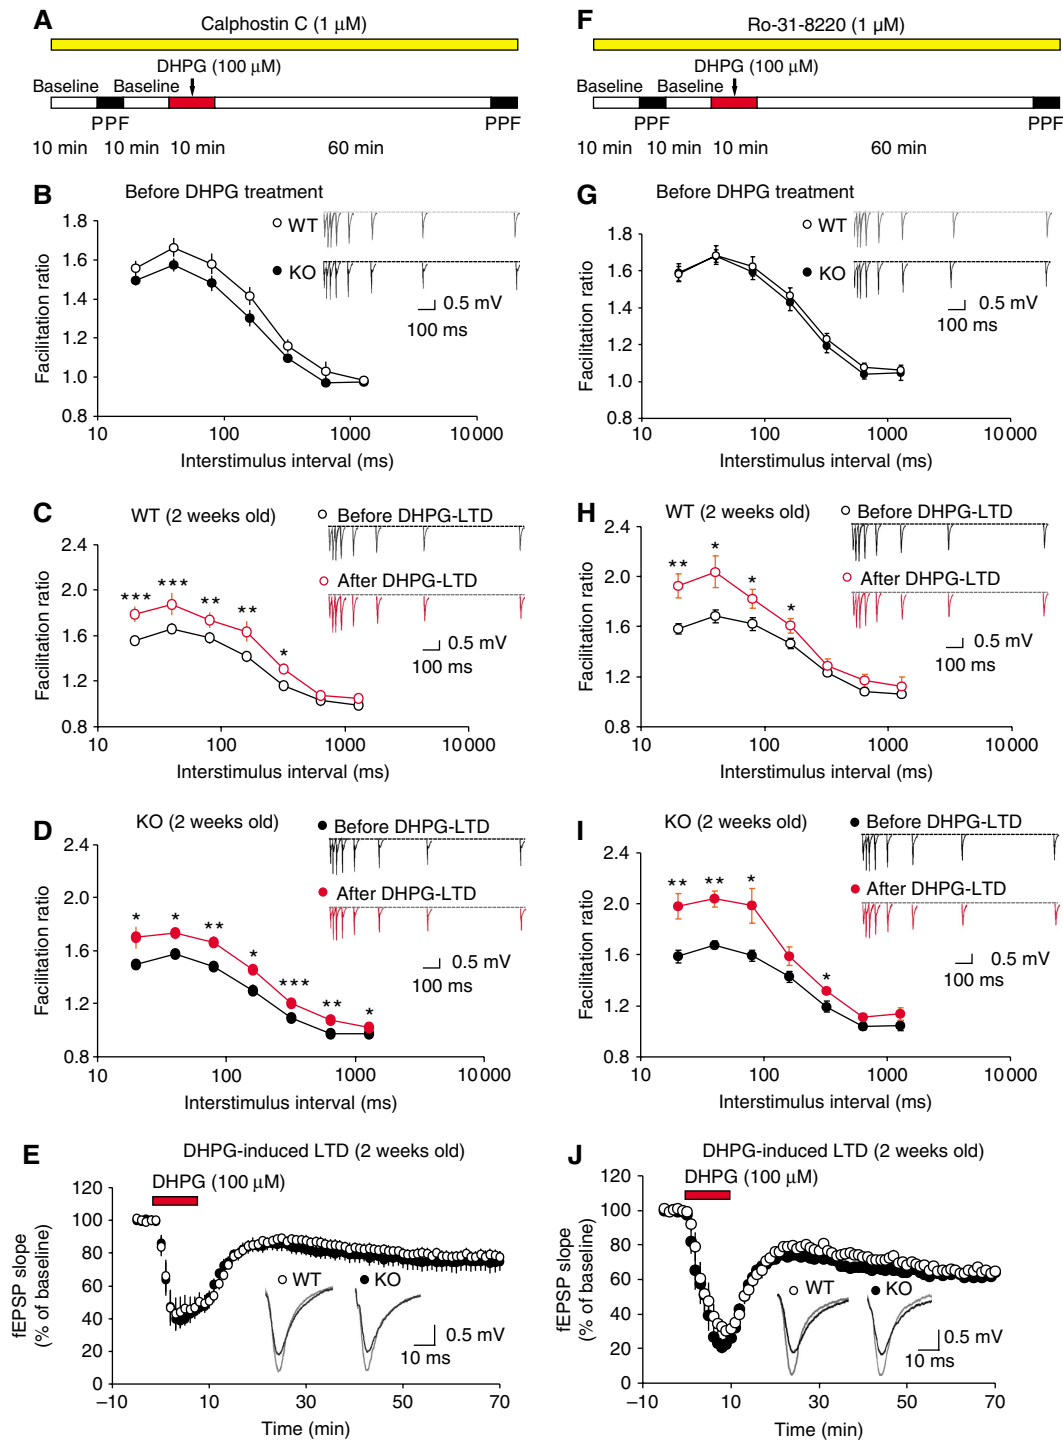 A
Calphostin C (1 μM)
DHPG (100 μM)
Baseline Baseline
PPF PPF
10 min 10 min 10 min 60 min
F
Ro-31-8220 (1 μM)
DHPG (100 μM)
Baseline Baseline
PPF PPF
10 min 10 min 10 min 60 min
B Before DHPG treatment
WT
KO
0.5 mV
100 ms
Facilitation ratio
1.8
1.6
1.4
1.2
1.0
0.8
10 100 1000 10 000
Interstimulus interval (ms)
G Before DHPG treatment
WT
KO
0.5 mV
100 ms
Facilitation ratio
1.8
1.6
1.4
1.2
1.0
0.8
10 100 1000 10 000
Interstimulus interval (ms)
C WT (2 weeks old)
Before DHPG-LTD
After DHPG-LTD
0.5 mV
100 ms
*** *** ** ** *
Facilitation ratio
2.4
2.0
1.6
1.2
0.8
10 100 1000 10 000
Interstimulus interval (ms)
H WT (2 weeks old)
Before DHPG-LTD
After DHPG-LTD
0.5 mV
100 ms
** * * *
Facilitation ratio
2.4
2.0
1.6
1.2
0.8
10 100 1000 10 000
Interstimulus interval (ms)
D KO (2 weeks old)
Before DHPG-LTD
After DHPG-LTD
0.5 mV
100 ms
* * ** * *** ** *
Facilitation ratio
2.4
2.0
1.6
1.2
0.8
10 100 1000 10 000
Interstimulus interval (ms)
I KO (2 weeks old)
Before DHPG-LTD
After DHPG-LTD
0.5 mV
100 ms
** ** * *
Facilitation ratio
2.4
2.0
1.6
1.2
0.8
10 100 1000 10 000
Interstimulus interval (ms)
E DHPG-induced LTD (2 weeks old)
DHPG (100 μM)
WT KO
0.5 mV
10 ms
fEPSP slope
(% of baseline)
120
100
80
60
40
20
0
−10 10 30 50 70
Time (min)
J DHPG-induced LTD (2 weeks old)
DHPG (100 μM)
WT KO
0.5 mV
10 ms
fEPSP slope
(% of baseline)
120
100
80
60
40
20
0
−10 10 30 50 70
Time (min)